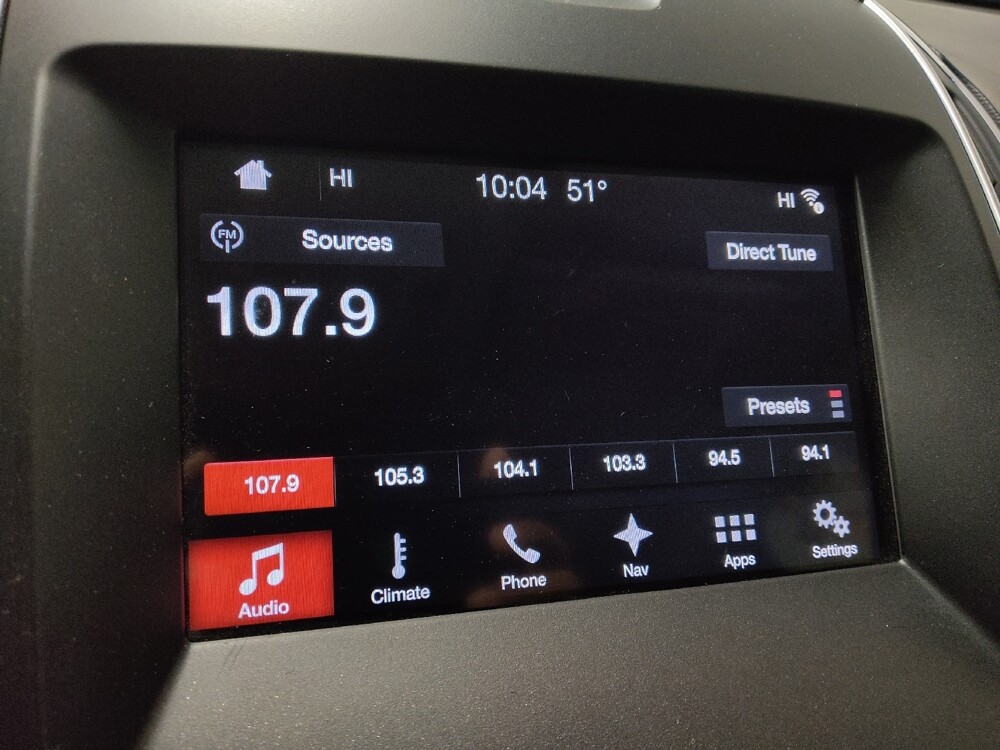 HI 10:04 51° HI
FM Sources Direct Tune
107.9
Presets
107.9 105.3 104.1 103.3 94.5 94.1
Audio Climate Phone Nav Apps Settings